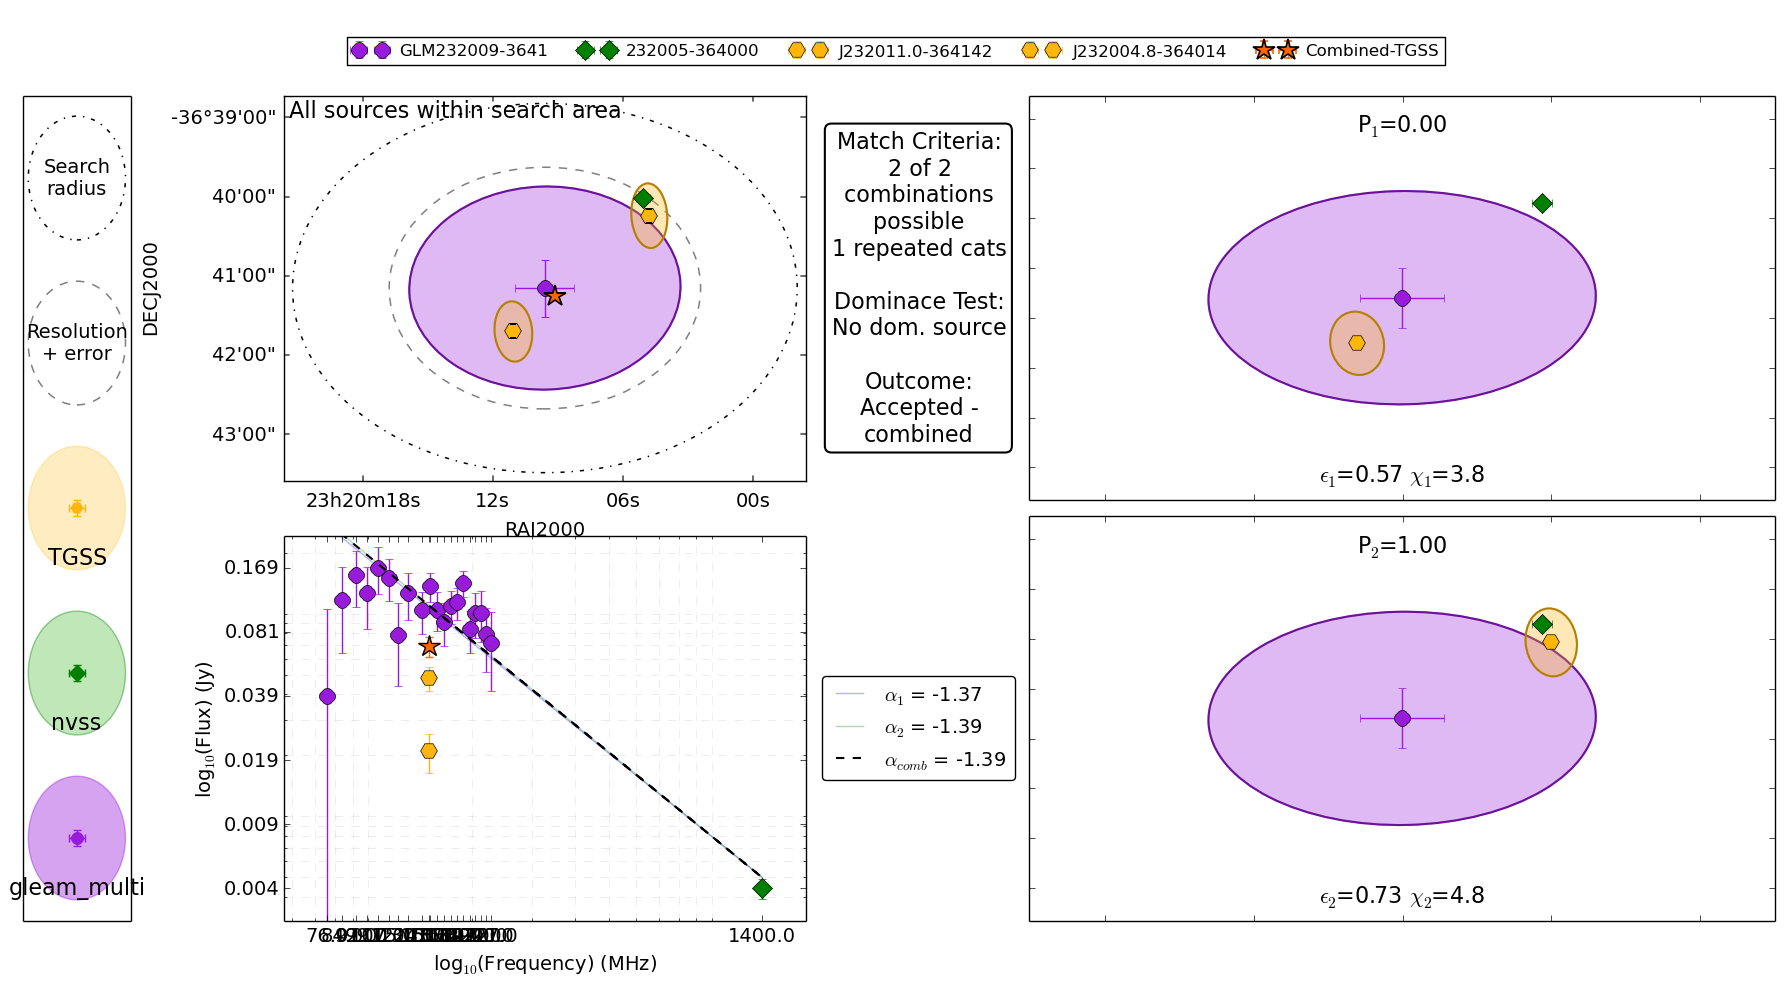 GLM232009-3641 232005-364000 J232011.0-364142 J232004.8-364014 Combined-TGSS
Search
radius
Resolution
+ error
TGSS
nvss
gleam_multi
All sources within search area
-36°39'00"
40'00"
41'00"
42'00"
43'00"
DECJ2000
23h20m18s 12s 06s 00s
RAJ2000
Match Criteria:
2 of 2
combinations
possible
1 repeated cats
Dominace Test:
No dom. source
Outcome:
Accepted -
combined
P1=0.00
ϵ1=0.57 χ1=3.8
0.169
0.081
0.039
0.019
0.009
0.004
log10(Flux) (Jy)
1400.0
log10(Frequency) (MHz)
α1 = -1.37
α2 = -1.39
αcomb = -1.39
P2=1.00
ϵ2=0.73 χ2=4.8